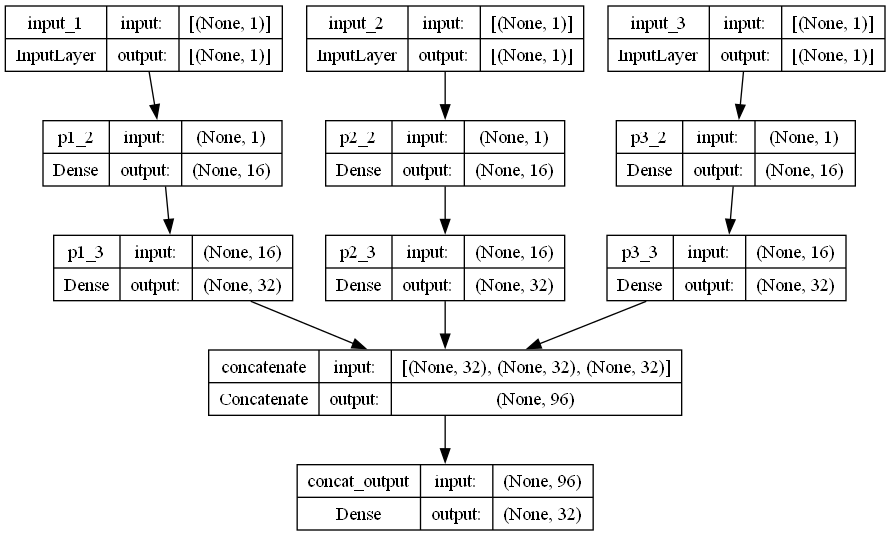 input_1 input: [(None, 1)]
InputLayer output: [(None, 1)]
input_2 input: [(None, 1)]
InputLayer output: [(None, 1)]
input_3 input: [(None, 1)]
InputLayer output: [(None, 1)]
p1_2 input: (None, 1)
Dense output: (None, 16)
p2_2 input: (None, 1)
Dense output: (None, 16)
p3_2 input: (None, 1)
Dense output: (None, 16)
p1_3 input: (None, 16)
Dense output: (None, 32)
p2_3 input: (None, 16)
Dense output: (None, 32)
p3_3 input: (None, 16)
Dense output: (None, 32)
concatenate input: [(None, 32), (None, 32), (None, 32)]
Concatenate output: (None, 96)
concat_output input: (None, 96)
Dense output: (None, 32)